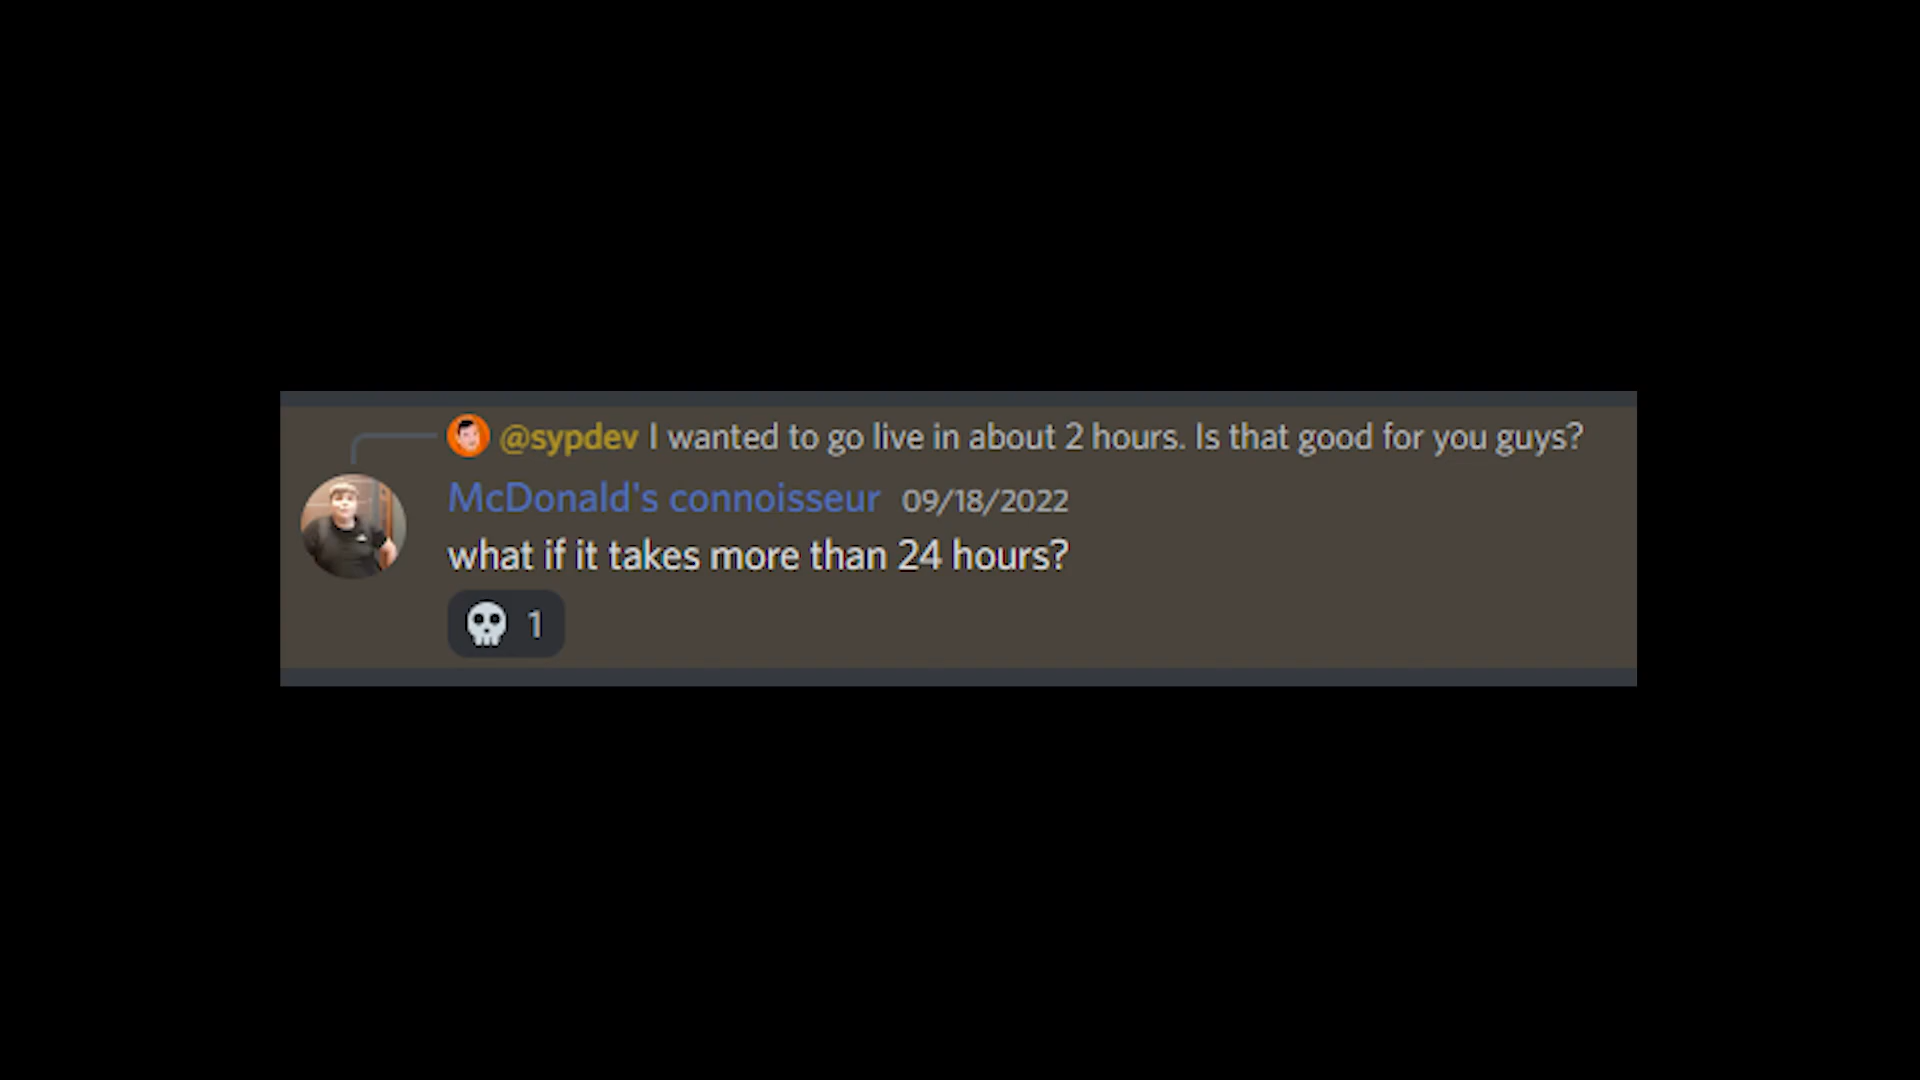 @sypdev I wanted to go live in about 2 hours. Is that good for you guys?
McDonald's connoisseur 09/18/2022
what if it takes more than 24 hours?
💀 1